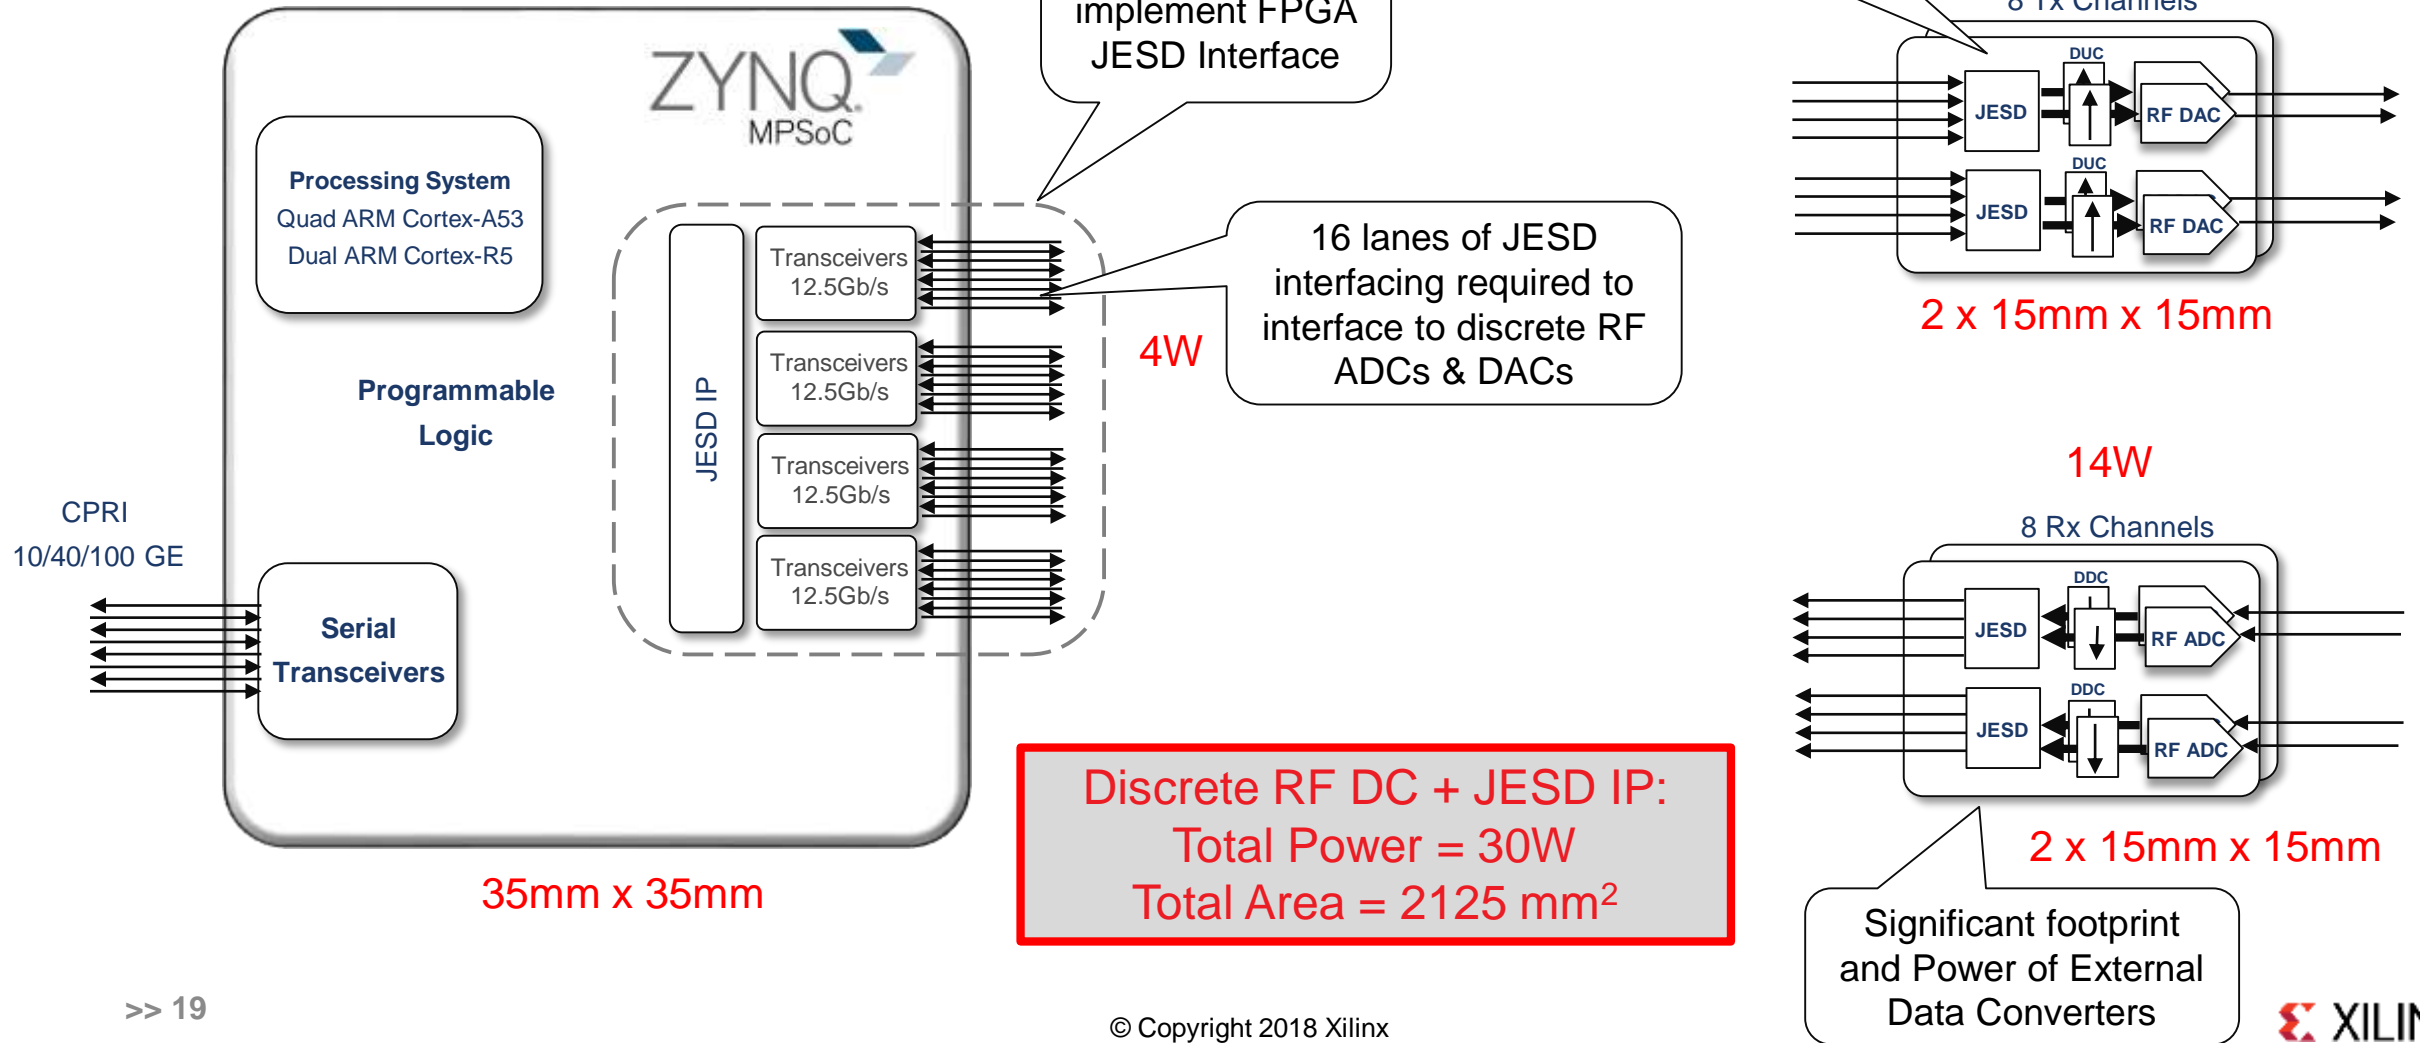 implement FPGA
JESD Interface
8 Tx Channels
ZYNQ.
MPSoC
DUC
JESD
RF DAC
DUC
JESD
RF DAC
2 x 15mm x 15mm
Processing System
Quad ARM Cortex-A53
Dual ARM Cortex-R5
Programmable
Logic
JESD IP
Transceivers
12.5Gb/s
Transceivers
12.5Gb/s
Transceivers
12.5Gb/s
Transceivers
12.5Gb/s
4W
16 lanes of JESD
interfacing required to
interface to discrete RF
ADCs & DACs
14W
8 Rx Channels
DDC
JESD
RF ADC
DDC
JESD
RF ADC
2 x 15mm x 15mm
CPRI
10/40/100 GE
Serial
Transceivers
35mm x 35mm
Discrete RF DC + JESD IP:
Total Power = 30W
Total Area = 2125 mm²
Significant footprint
and Power of External
Data Converters
>> 19
© Copyright 2018 Xilinx